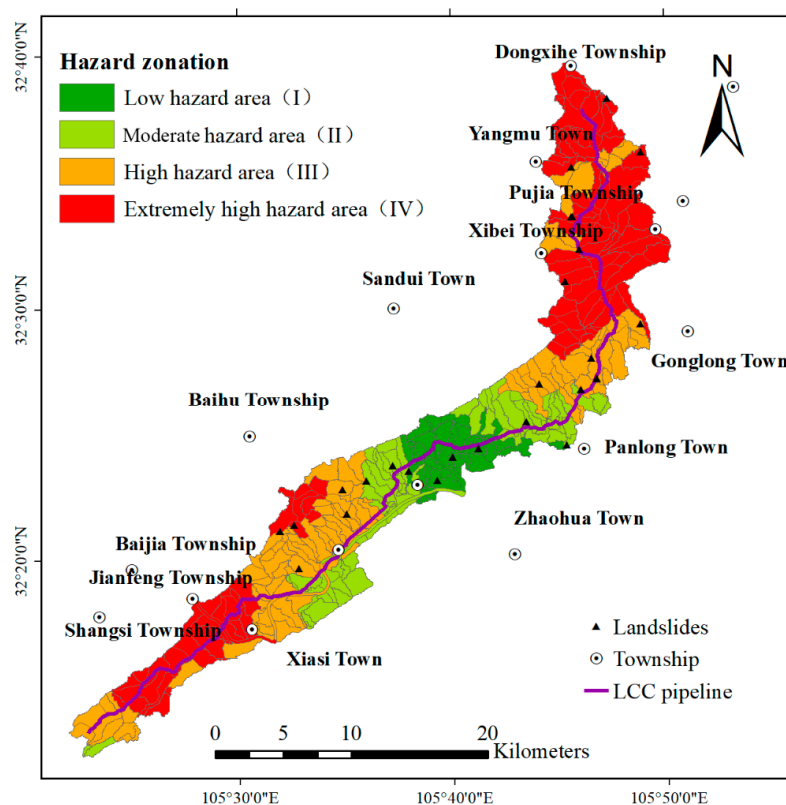 Hazard zonation
Low hazard area（I）
Moderate hazard area（II）
High hazard area（III）
Extremely high hazard area（IV）
N
Dongxihe Township
Yangmu Town
Pujia Township
Xibei Township
Sandui Town
Gonglong Town
Baihu Township
Panlong Town
Zhaohua Town
Baijia Township
Jianfeng Township
Shangsi Township
Xiasi Town
Landslides
Township
LCC pipeline
0 5 10 20
Kilometers
32°40'0"N
32°30'0"N
32°20'0"N
105°30'0"E 105°40'0"E 105°50'0"E